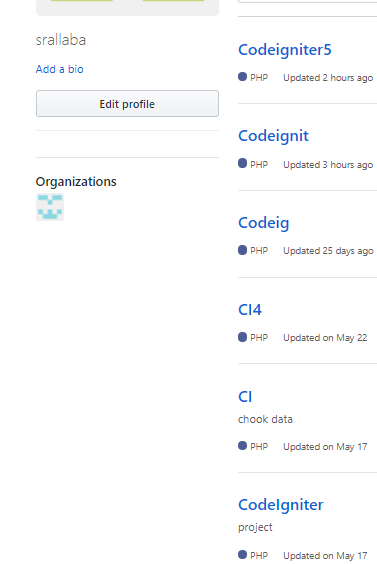 srallaba
Add a bio
Edit profile
Organizations
Codeigniter5
PHP Updated 2 hours ago
Codeignit
PHP Updated 3 hours ago
Codeig
PHP Updated 25 days ago
CI4
PHP Updated on May 22
CI
chook data
PHP Updated on May 17
CodeIgniter
project
PHP Updated on May 17